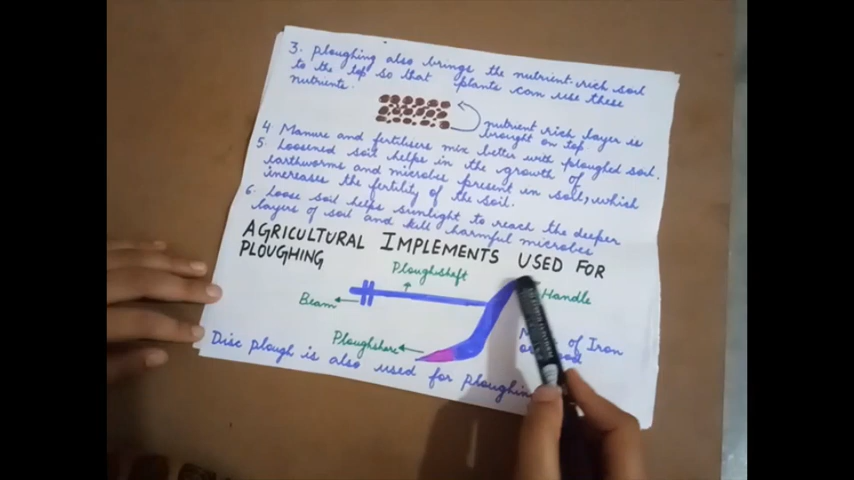 3. Ploughing also brings the nutrient-rich soil
to the top so that plants can use these
nutrients.
nutrient rich layer is
brought on top.
4. Manure and fertilisers mix better with ploughed soil.
5. Loosened soil helps in the growth of
earthworms and microbe present in soil, which
increases the fertility of the soil.
6. Loose soil helps sunlight to reach the deeper
layers of soil and kill harmful microbes
AGRICULTURAL IMPLEMENTS USED FOR
PLOUGHING
Ploughshaft
Beam
Handle
Ploughshare
of Iron
Disc plough is also used for ploughin